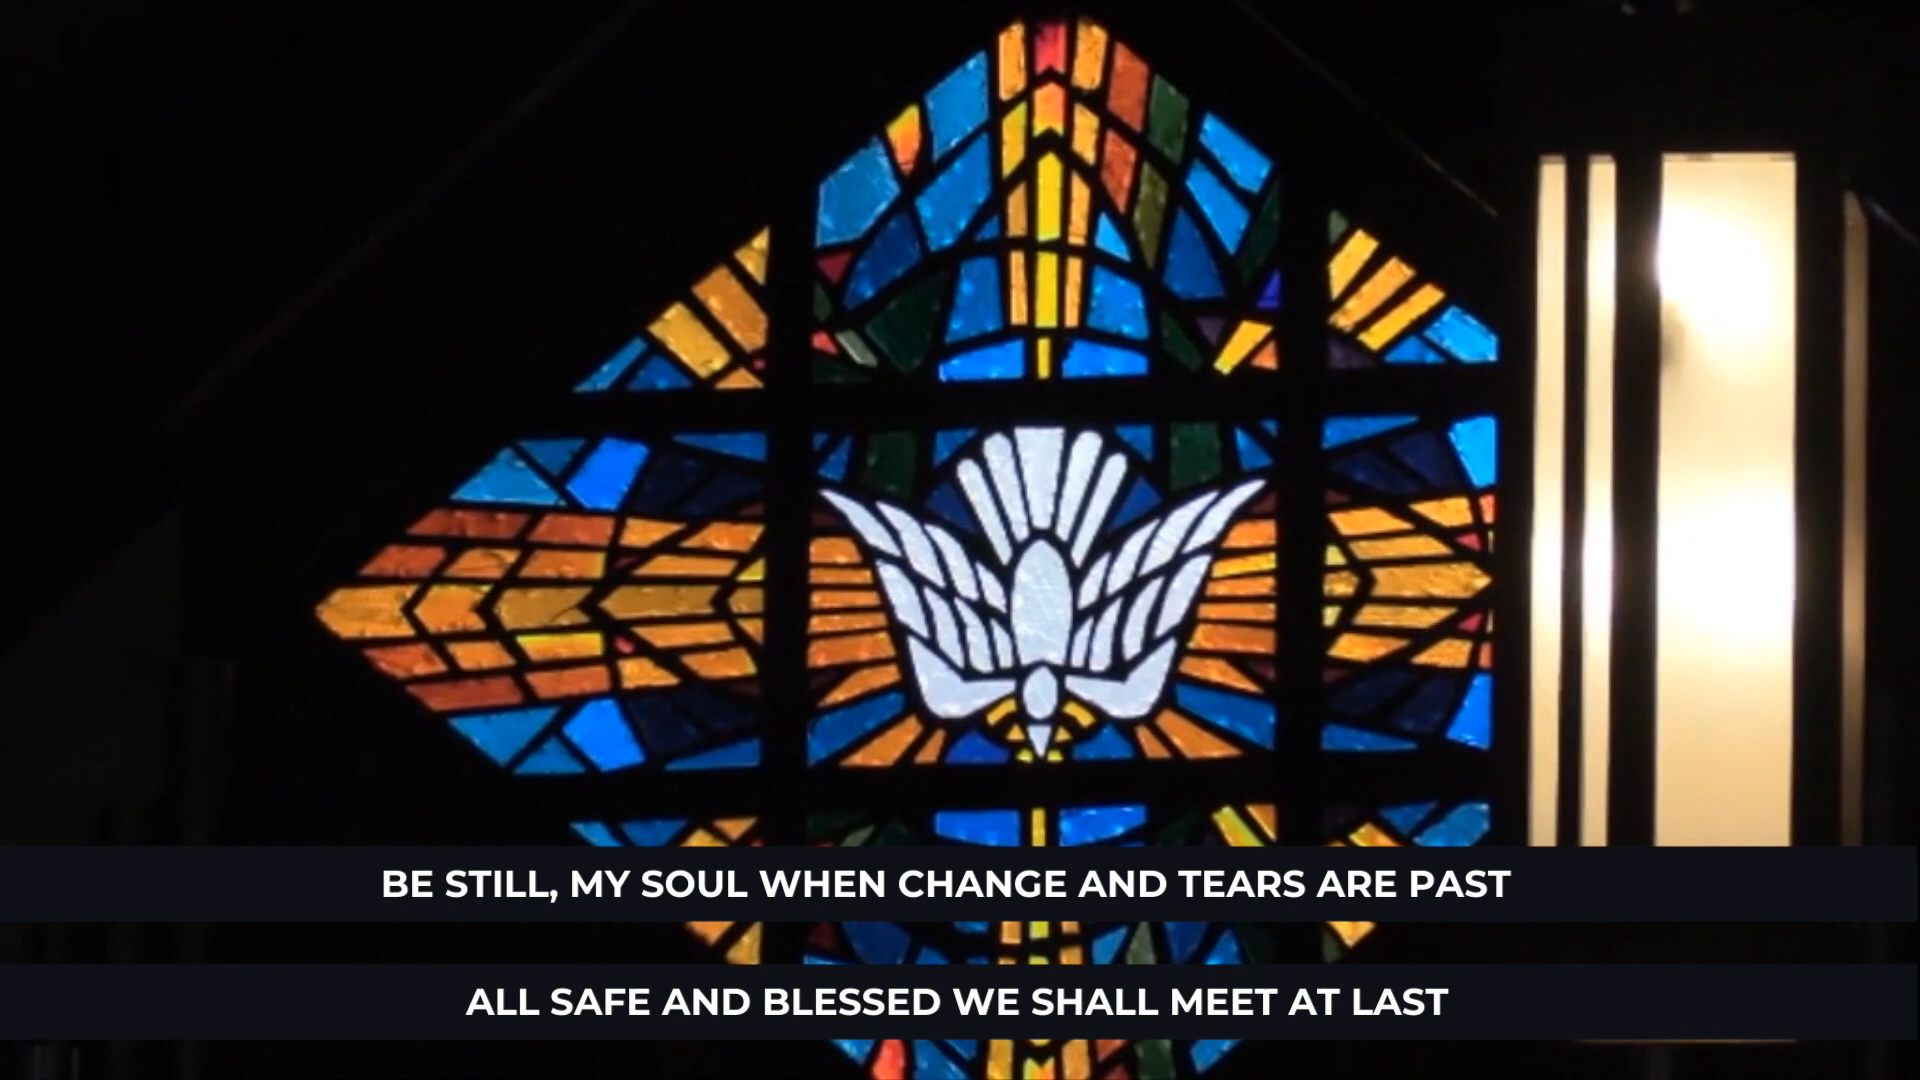 BE STILL, MY SOUL WHEN CHANGE AND TEARS ARE PAST
ALL SAFE AND BLESSED WE SHALL MEET AT LAST